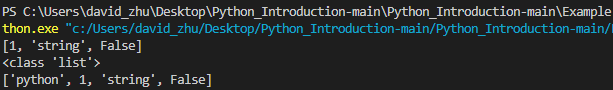 PS C:\Users\david_zhu\Desktop\Python_Introduction-main\Python_Introduction-main\Example
thon.exe "c:/Users/david_zhu/Desktop/Python_Introduction-main/Python_Introduction-main/
[1, 'string', False]
<class 'list'>
['python', 1, 'string', False]